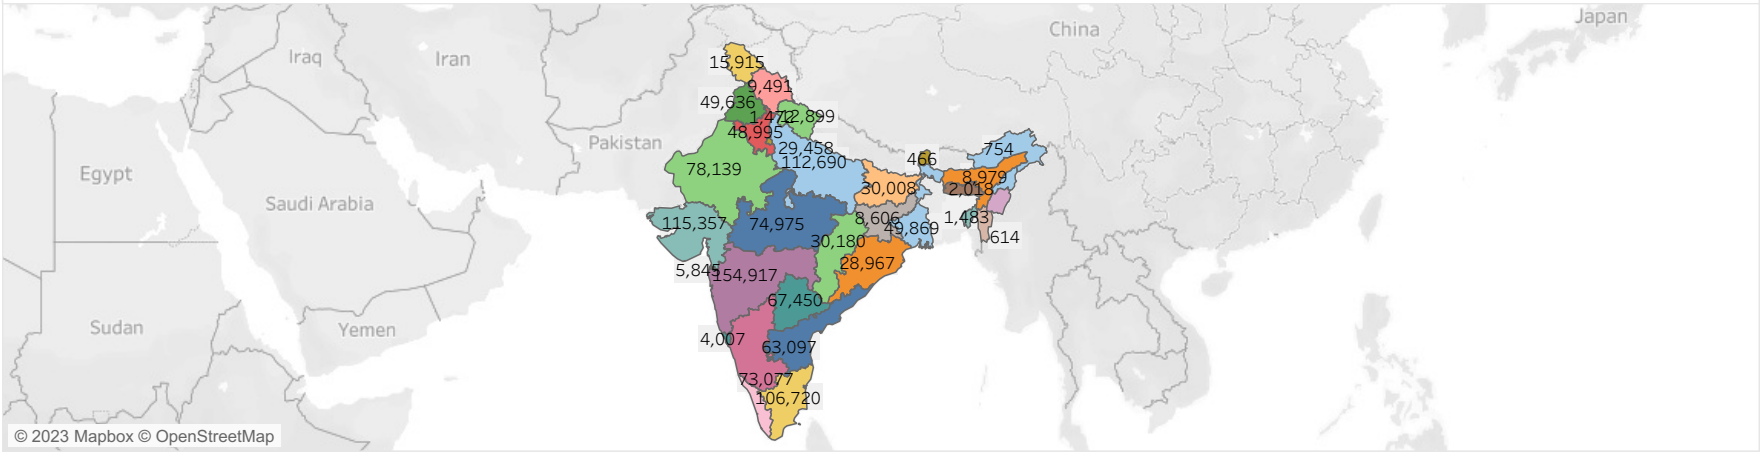 Japan
China
Iraq
Iran
15,915
9,491
49,636
1,472
12,899
48,995
Pakistan
29,458
754
466
112,690
78,139
Egypt
8,979
30,008
2,018
Saudi Arabia
8,606
1,483
115,357
74,975
49,869
614
30,180
28,967
5,845
154,917
67,450
Sudan
Yemen
4,007
63,097
73,077
106,720
© 2023 Mapbox © OpenStreetMap